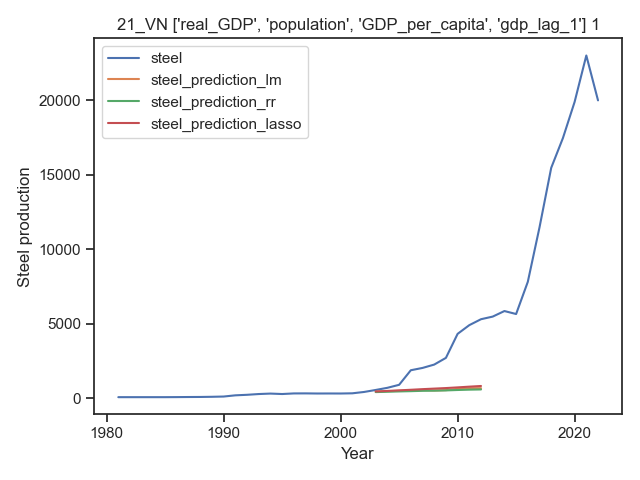 21_VN ['real_GDP', 'population', 'GDP_per_capita', 'gdp_lag_1'] 1
steel
steel_prediction_lm
steel_prediction_rr
steel_prediction_lasso
Steel production
20000
15000
10000
5000
0
1980
1990
2000
2010
2020
Year